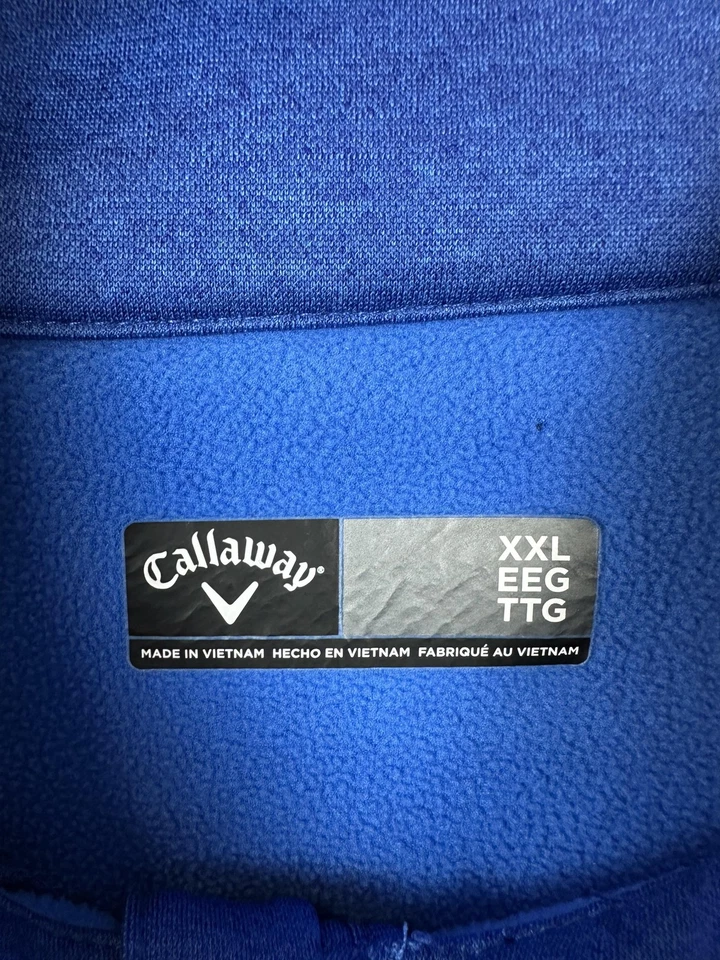 Callaway®
XXL
EEG
TTG
MADE IN VIETNAM HECHO EN VIETNAM FABRIQUÉ AU VIETNAM